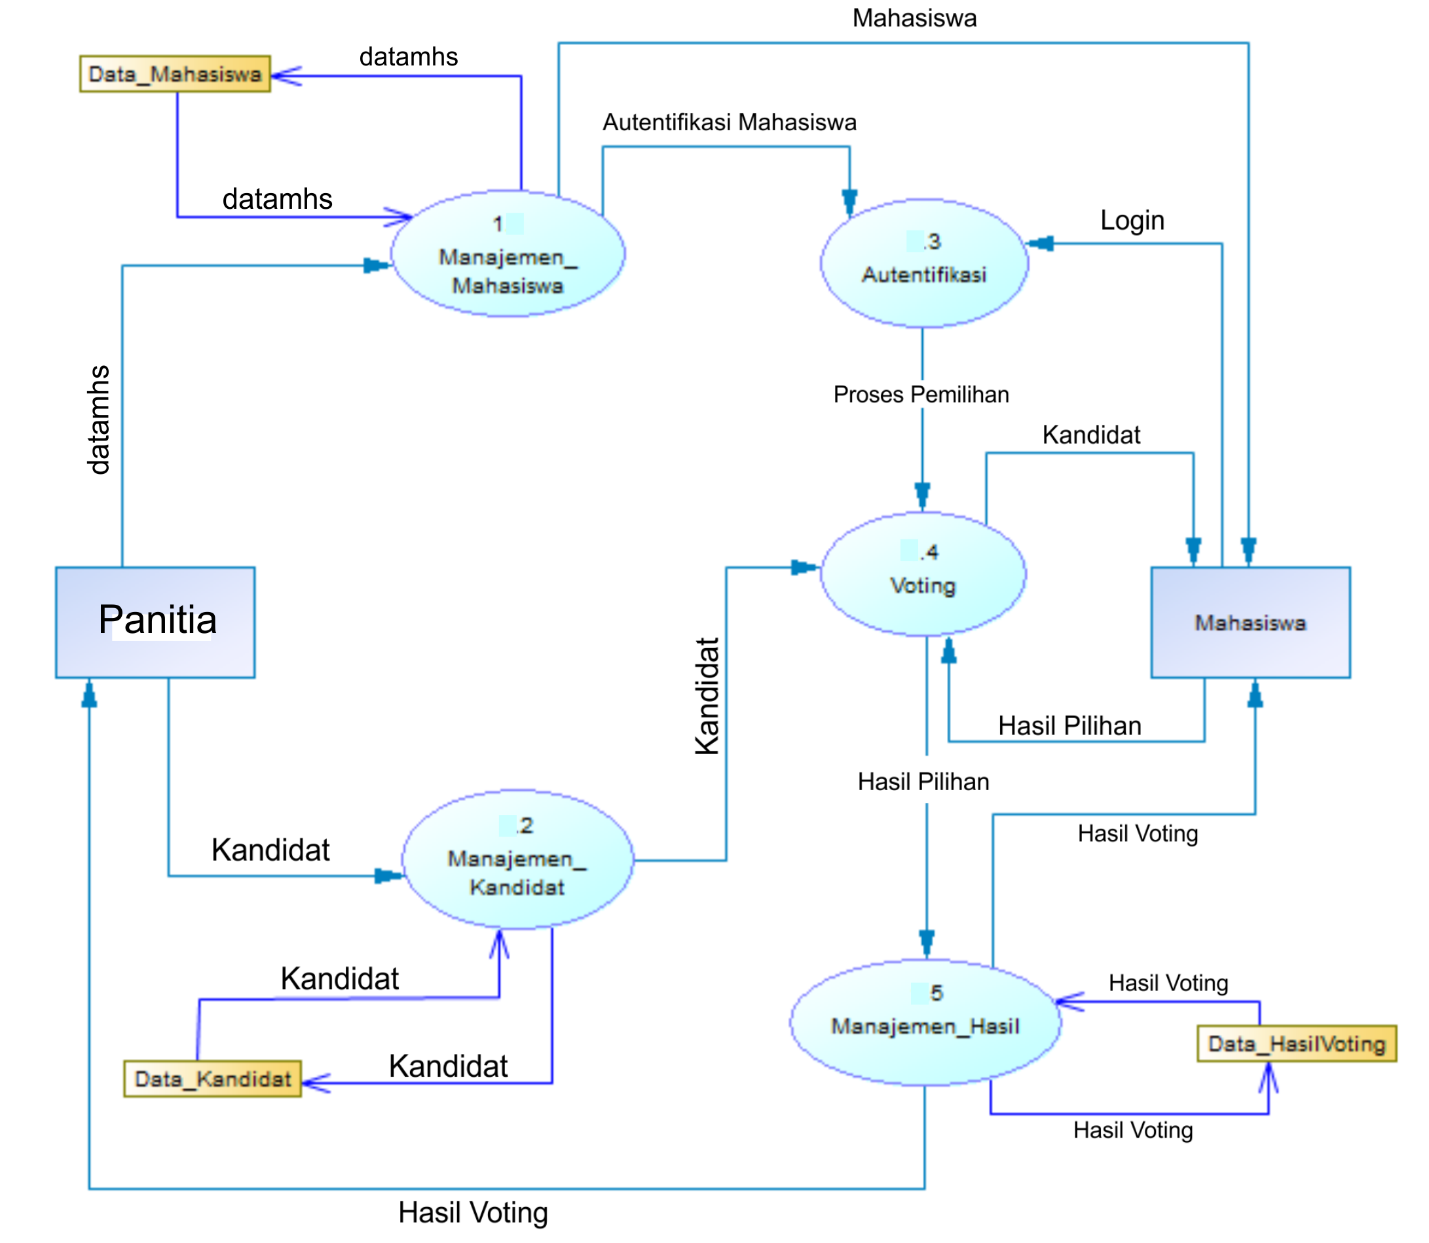 Mahasiswa
datamhs
Data_Mahasiswa
Autentifikasi Mahasiswa
datamhs
1
Manajemen_
Mahasiswa
.3
Autentifikasi
Login
datamhs
Proses Pemilihan
Kandidat
.4
Voting
Panitia
Mahasiswa
Kandidat
Hasil Pilihan
Hasil Pilihan
.2
Manajemen_
Kandidat
Kandidat
Hasil Voting
Kandidat
5
Manajemen_Hasil
Hasil Voting
Data_HasilVoting
Kandidat
Data_Kandidat
Hasil Voting
Hasil Voting